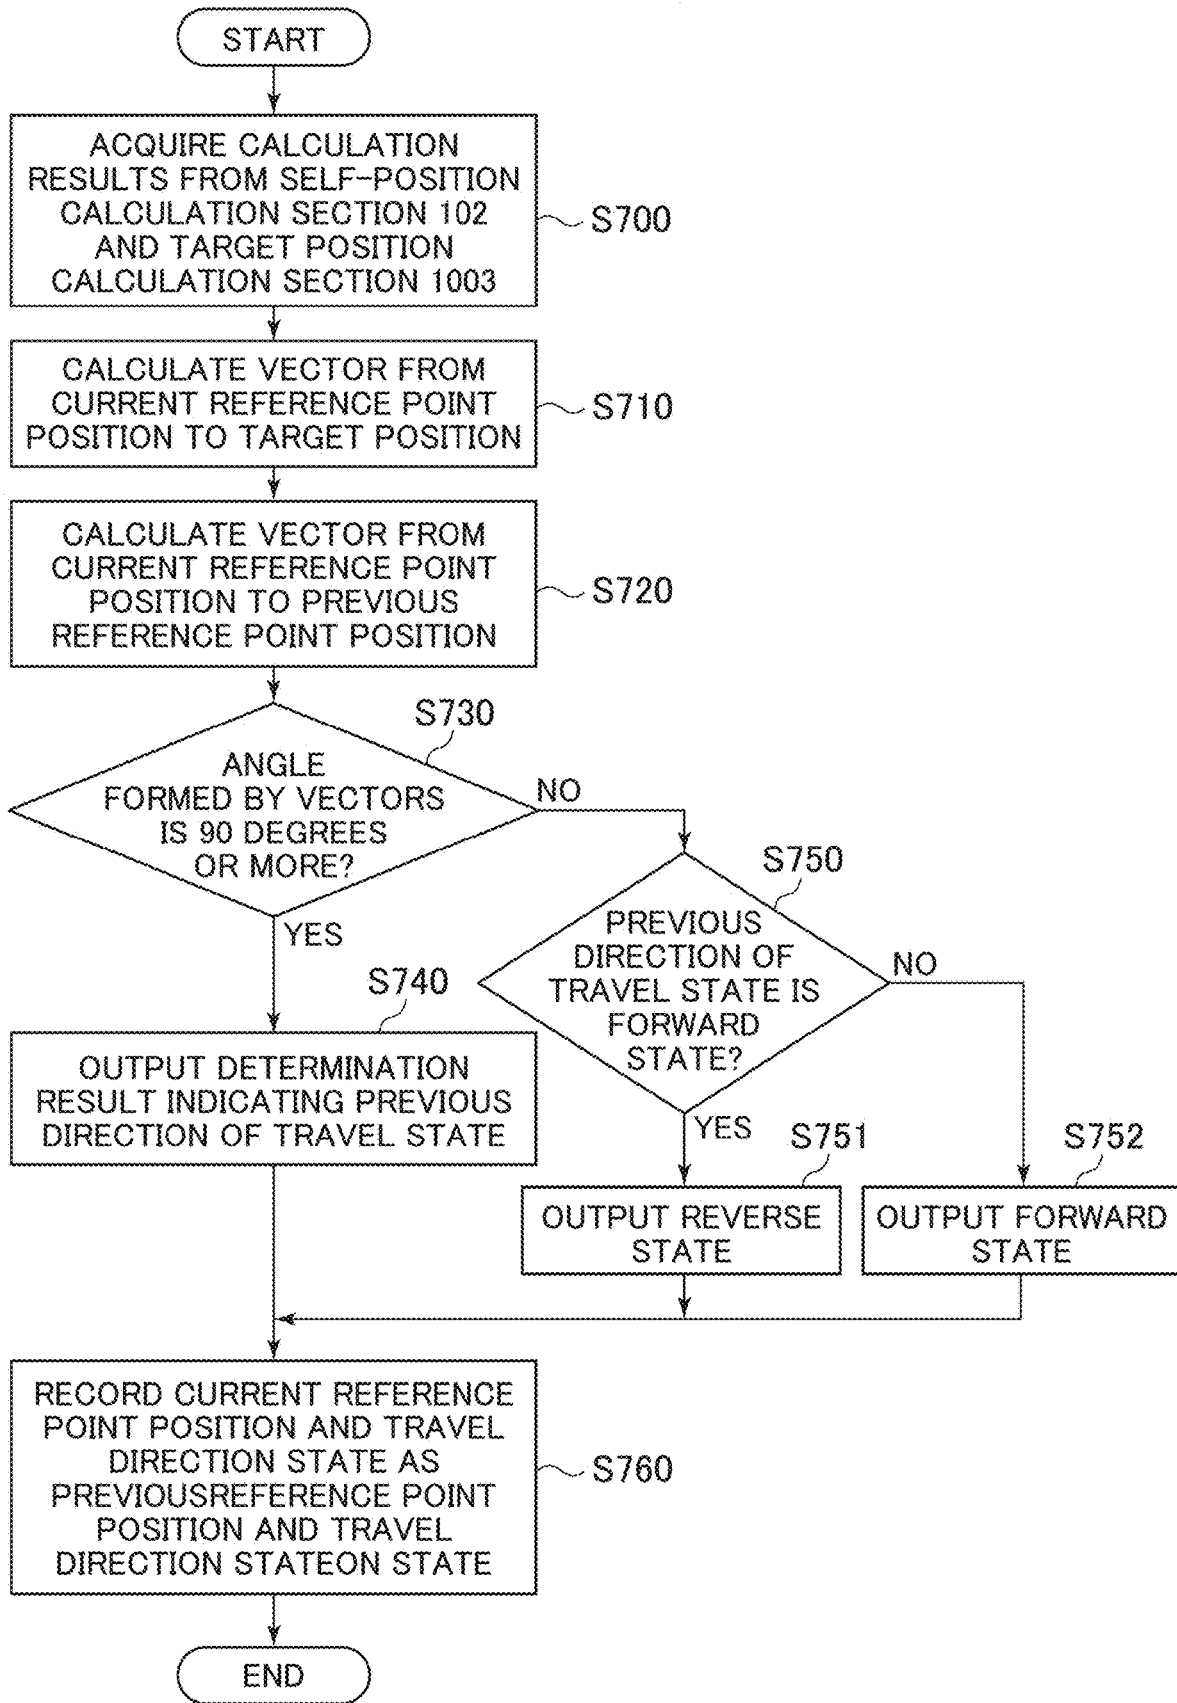 START
ACQUIRE CALCULATION
RESULTS FROM SELF-POSITION
CALCULATION SECTION 102
AND TARGET POSITION
CALCULATION SECTION 1003
S700
CALCULATE VECTOR FROM
CURRENT REFERENCE POINT
POSITION TO TARGET POSITION
S710
CALCULATE VECTOR FROM
CURRENT REFERENCE POINT
POSITION TO PREVIOUS
REFERENCE POINT POSITION
S720
S730
ANGLE
FORMED BY VECTORS
IS 90 DEGREES
OR MORE?
NO
YES
S750
PREVIOUS
DIRECTION OF
TRAVEL STATE IS
FORWARD
STATE?
NO
YES
S740
OUTPUT DETERMINATION
RESULT INDICATING PREVIOUS
DIRECTION OF TRAVEL STATE
S751
OUTPUT REVERSE
STATE
S752
OUTPUT FORWARD
STATE
RECORD CURRENT REFERENCE
POINT POSITION AND TRAVEL
DIRECTION STATE AS
PREVIOUSREFERENCE POINT
POSITION AND TRAVEL
DIRECTION STATEON STATE
S760
END